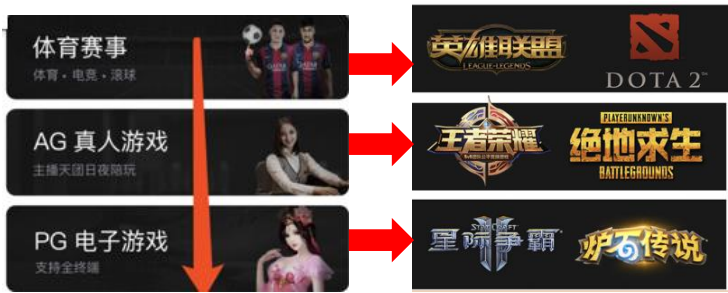 体育赛事
体育•电竞•滚球
英雄联盟
LEAGUE OF LEGENDS
DOTA 2™
AG 真人游戏
主播天团日夜陪玩
王者荣耀
PLAYERUNKNOWN'S
绝地求生
BATTLEGROUNDS
PG 电子游戏
支持全终端
STARCRAFT
II
星际争霸
炉石传说